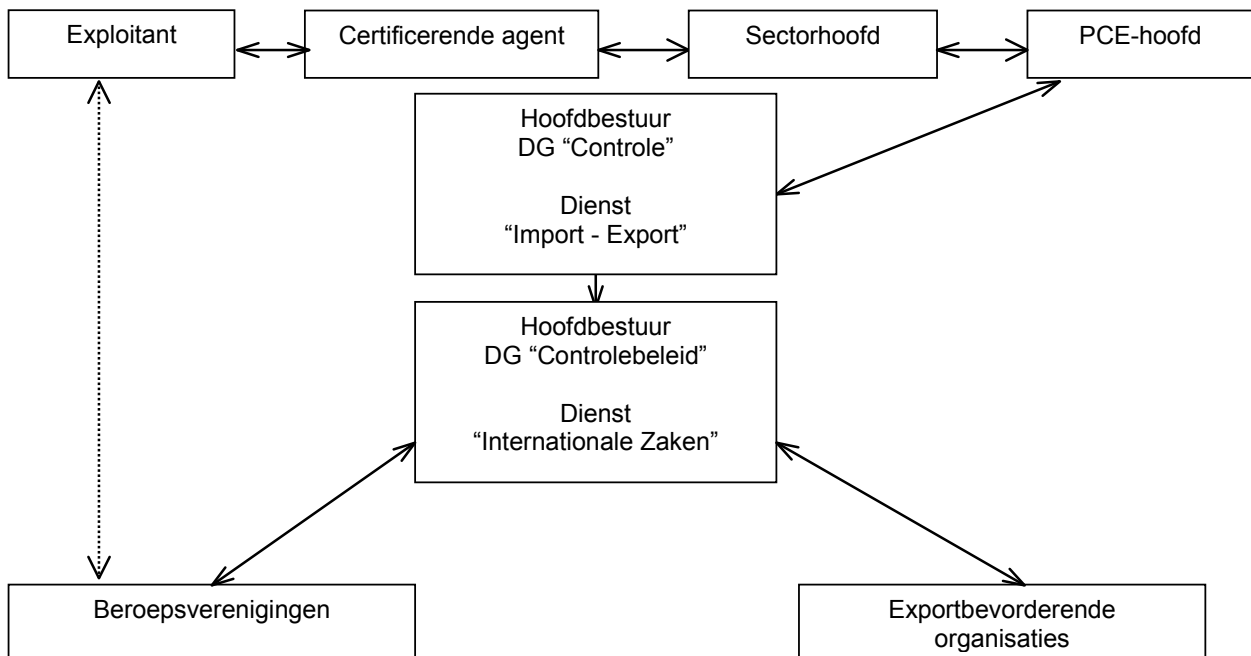 Exploitant
Certificerende agent
Sectorhoofd
PCE-hoofd
Hoofdbestuur
DG “Controle”
Dienst
“Import - Export”
Hoofdbestuur
DG “Controlebeleid”
Dienst
“Internationale Zaken”
Beroepsverenigingen
Exportbevorderende
organisaties